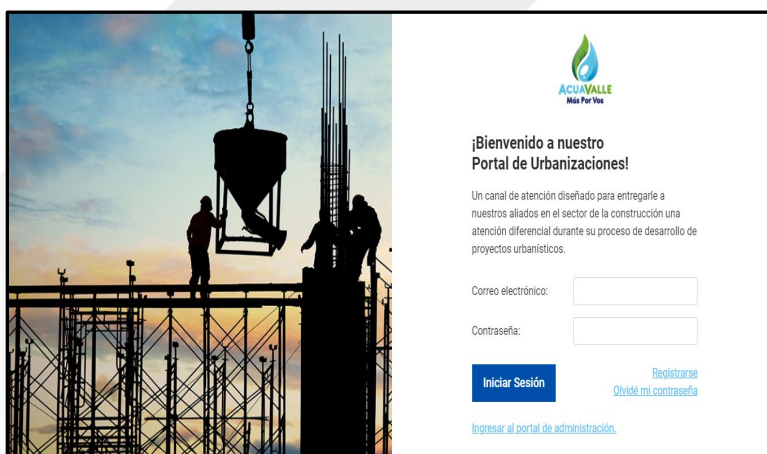 ACUAVALLE
Más Por Vos
¡Bienvenido a nuestro
Portal de Urbanizaciones!
Un canal de atención diseñado para entregarle a
nuestros aliados en el sector de la construcción una
atención diferencial durante su proceso de desarrollo de
proyectos urbanísticos.
Correo electrónico:
Contraseña:
Iniciar Sesión
Registrarse
Olvidé mi contraseña
Ingresar al portal de administración.